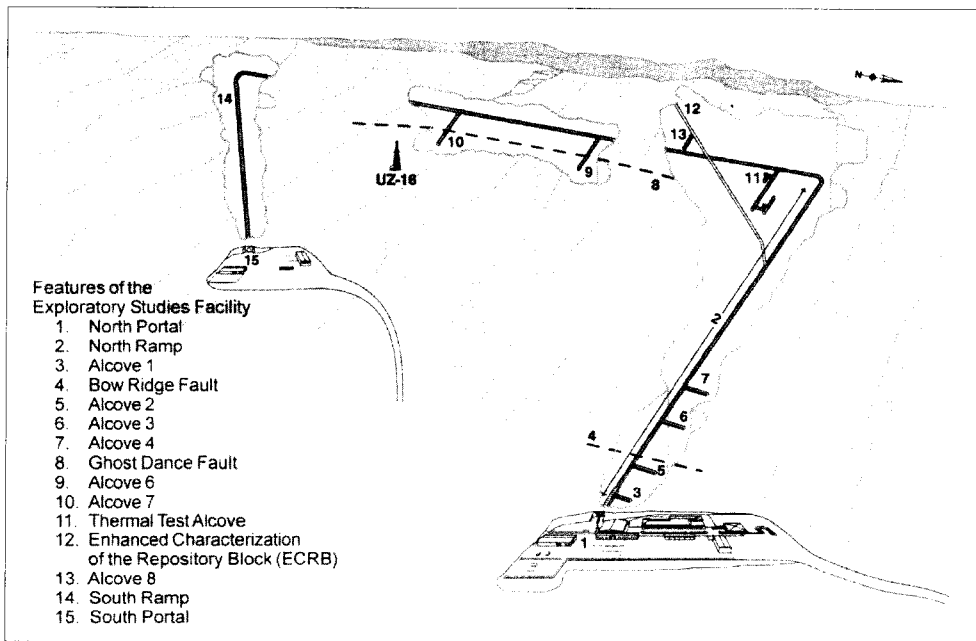 14
N
12
13
10
UZ-16
9
8
11
15
Features of the
Exploratory Studies Facility
1. North Portal
2. North Ramp
3. Alcove 1
4. Bow Ridge Fault
5. Alcove 2
6. Alcove 3
7. Alcove 4
8. Ghost Dance Fault
9. Alcove 6
10. Alcove 7
11. Thermal Test Alcove
12. Enhanced Characterization
of the Repository Block (ECRB)
13. Alcove 8
14. South Ramp
15. South Portal
2
7
6
4
5
3
1